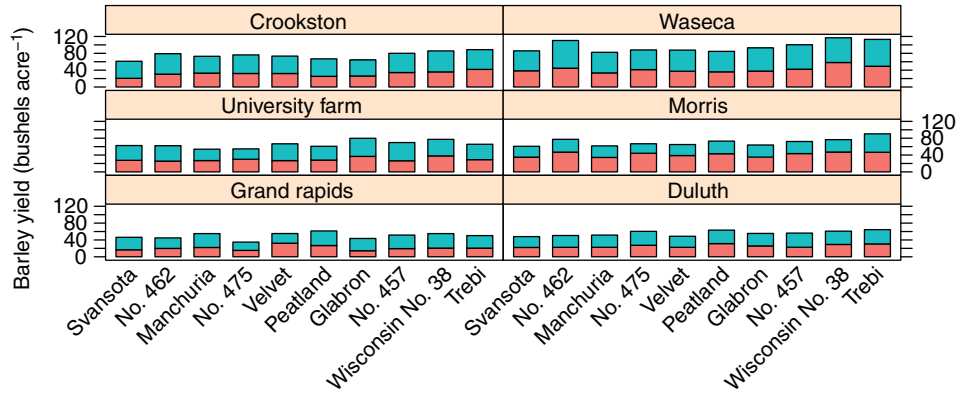 Barley yield (bushels acre⁻¹)
Crookston
Waseca
120
80
40
0
University farm
Morris
120
80
40
0
Grand rapids
Duluth
120
80
40
0
Svansota
No. 462
Manchuria
No. 475
Velvet
Peatland
Glabron
No. 457
Wisconsin No. 38
Trebi
Svansota
No. 462
Manchuria
No. 475
Velvet
Peatland
Glabron
No. 457
Wisconsin No. 38
Trebi